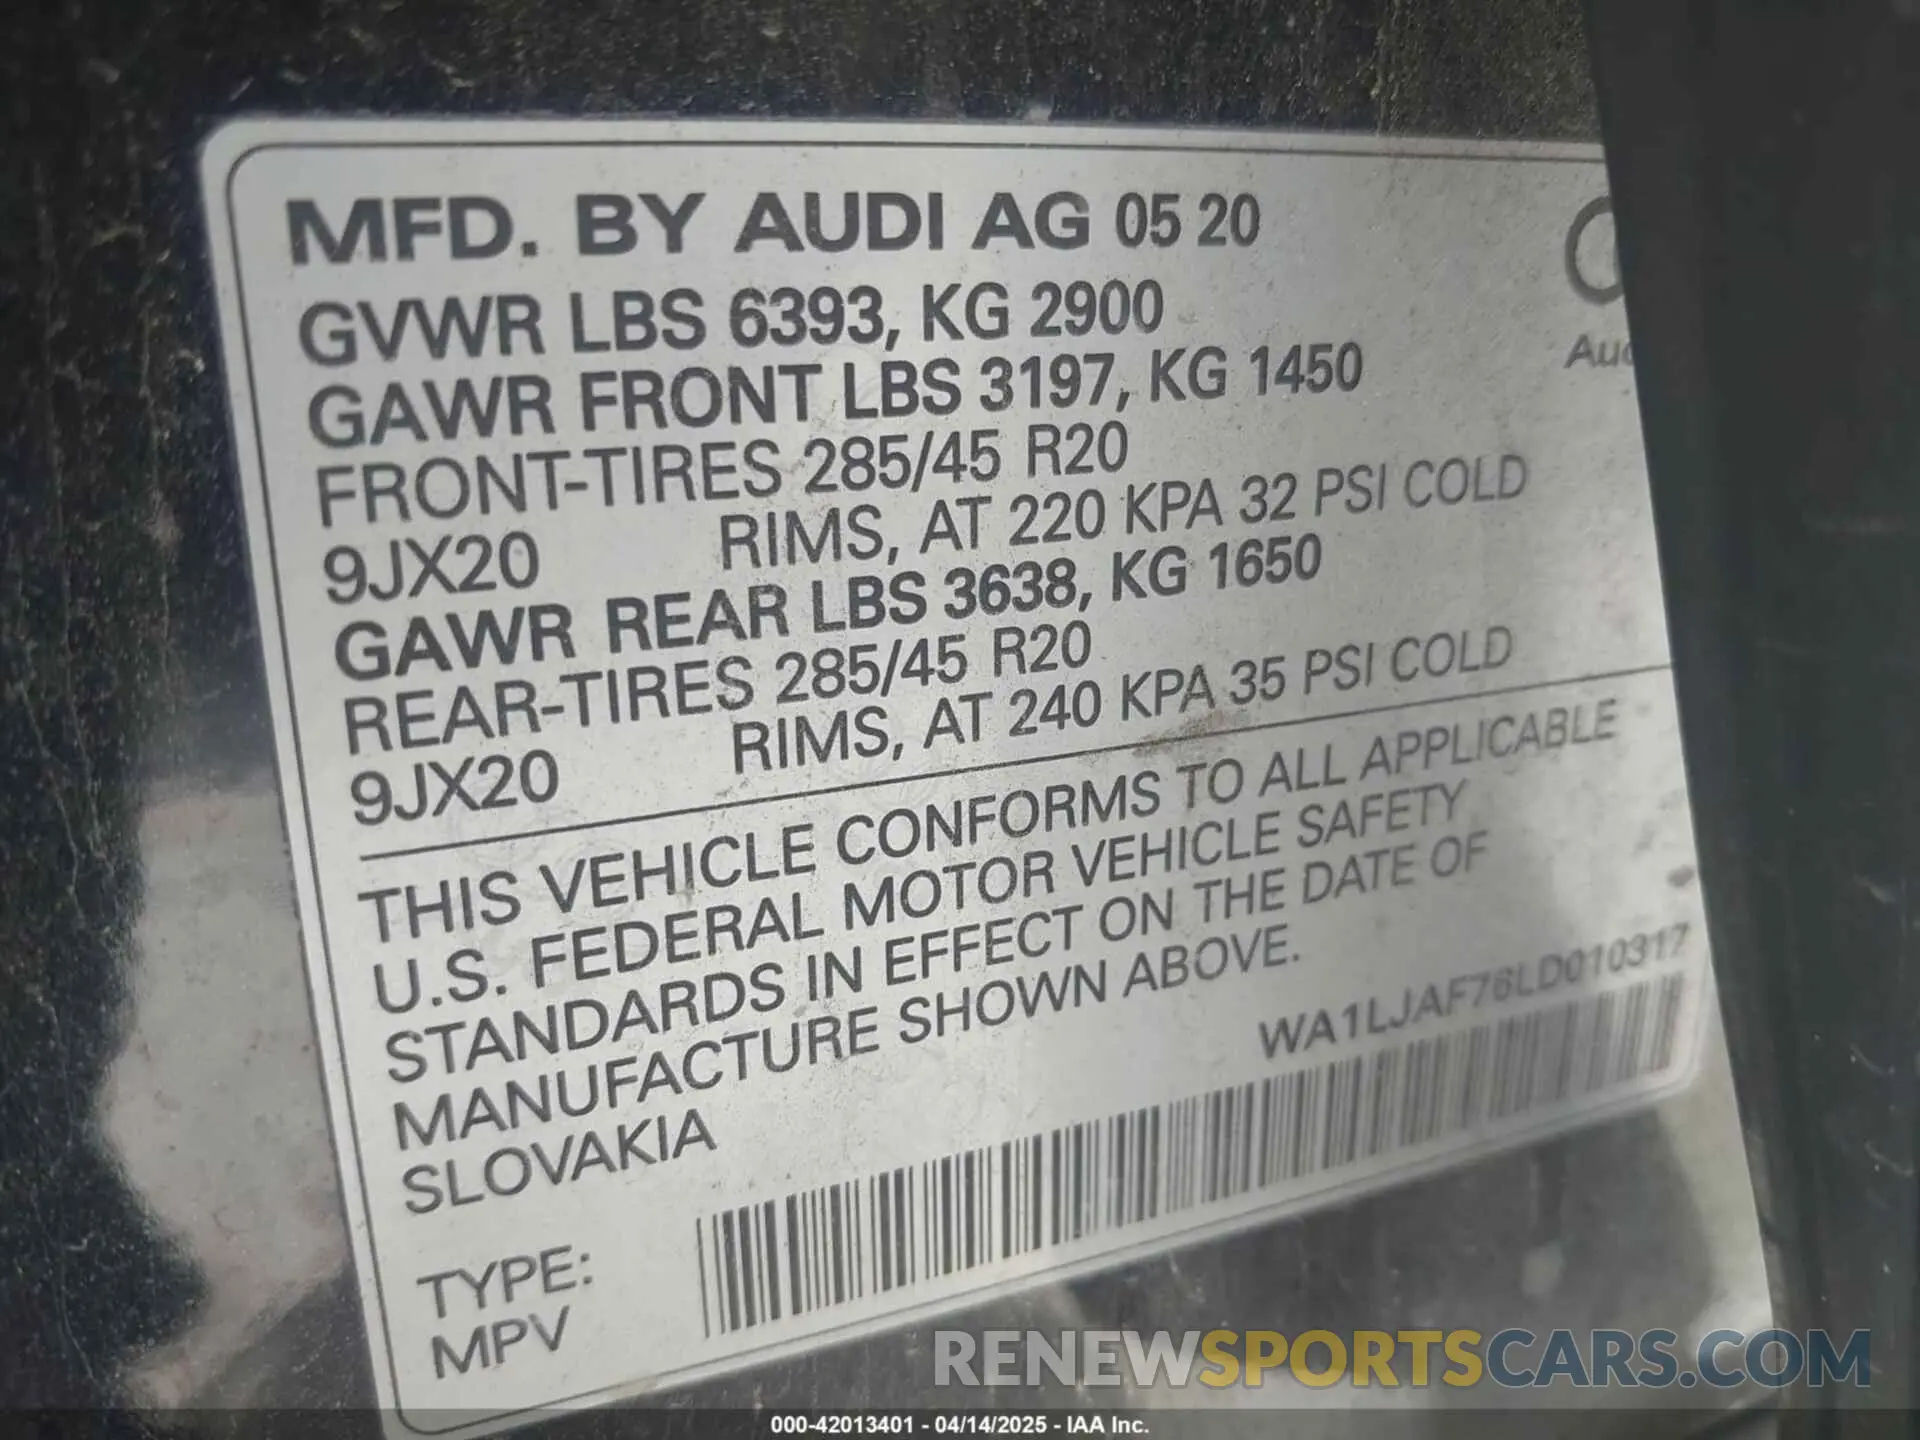 MFD. BY AUDI AG 05 20
GVWR LBS 6393, KG 2900
GAWR FRONT LBS 3197, KG 1450
FRONT-TIRES 285/45 R20
9JX20 RIMS, AT 220 KPA 32 PSI COLD
GAWR REAR LBS 3638, KG 1650
REAR-TIRES 285/45 R20
9JX20 RIMS, AT 240 KPA 35 PSI COLD
THIS VEHICLE CONFORMS TO ALL APPLICABLE
U.S. FEDERAL MOTOR VEHICLE SAFETY
STANDARDS IN EFFECT ON THE DATE OF
MANUFACTURE SHOWN ABOVE.
SLOVAKIA
WA1LJAF76LD010317
TYPE:
MPV
RENEWSPORTSCARS.COM
000-42013401 - 04/14/2025 - IAA Inc.